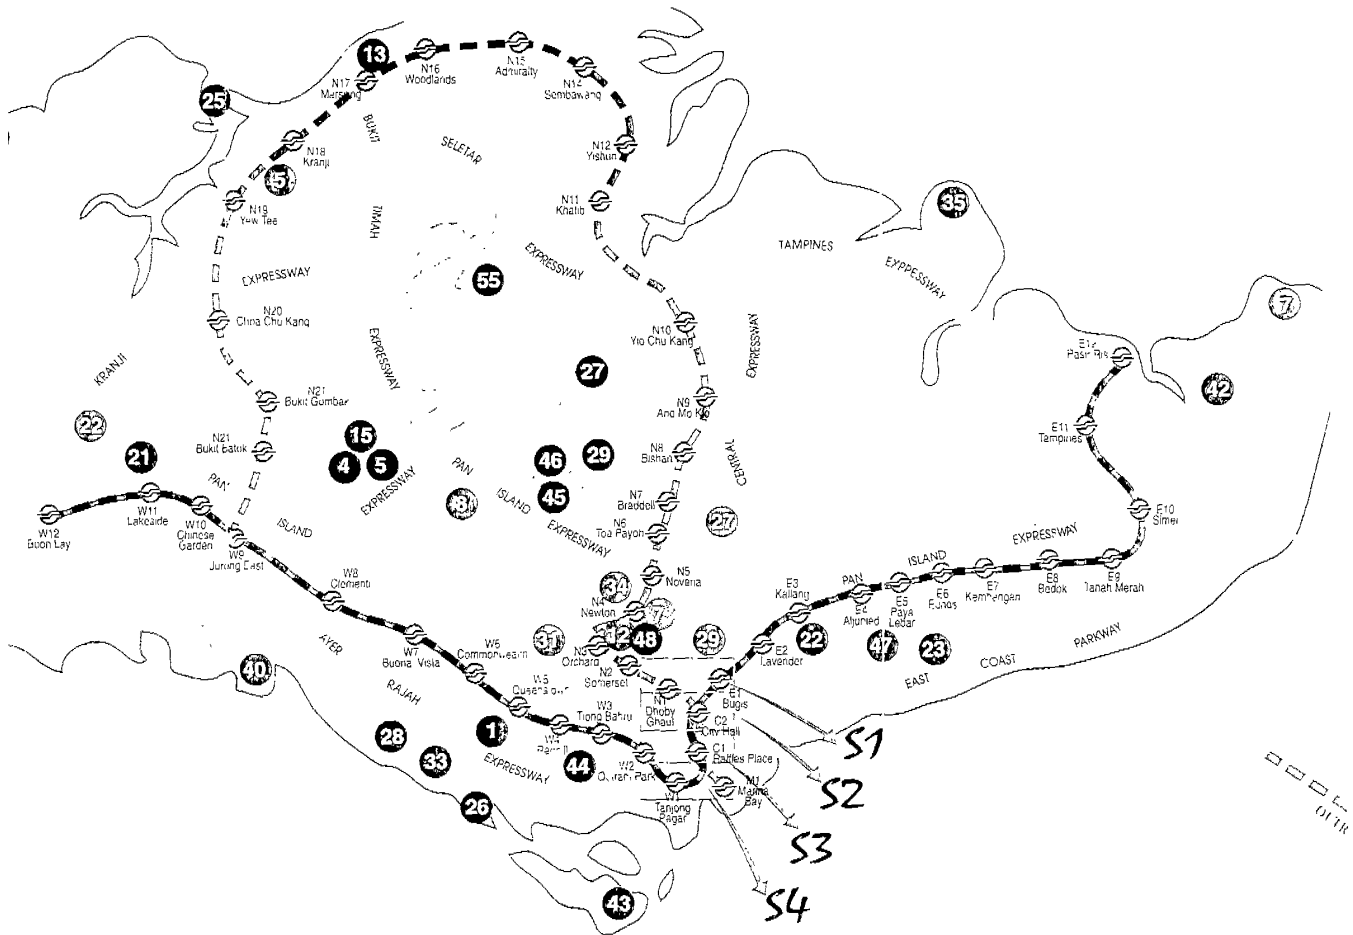 13
N16
Woodlands
N15
Admiralty
N17
Marsiling
N14
Sembawang
25
BUKIT
SELETAR
N12
Yishun
N18
Kranji
5
N19
Yew Tee
N11
Khatib
35
TIMAH
TAMPINES
EXPRESSWAY
EXPRESSWAY
EXPRESSWAY
55
7
N20
Choa Chu Kang
N10
Yio Chu Kang
EXPRESSWAY
EXPRESSWAY
E12
Pasir Ris
KRANJI
27
42
N21
Bukit Gombak
N9
Ang Mo Kio
22
15
E11
Tampines
N21
Bukit Batok
N8
Bishan
CENTRAL
21
4
5
46
29
PAN
PAN
EXPRESSWAY
8
ISLAND
45
N7
Braddell
W11
Lakeside
W10
Chinese
Garden
ISLAND
EXPRESSWAY
N6
Toa Payoh
27
E10
Simei
W12
Boon Lay
W9
Jurong East
EXPRESSWAY
ISLAND
PAN
W8
Clementi
34
N5
Novena
E3
Kallang
E4
Aljunied
E5
Paya
Lebar
E6
Eunos
E7
Kembangan
E8
Bedok
E9
Tanah Merah
N4
Newton
7
AYER
W7
Buona Vista
W6
Commonwealth
31
12
48
29
22
47
23
PARKWAY
N3
Orchard
E2
Lavender
COAST
EAST
40
N2
Somerset
RAJAH
W5
Queenstown
E1
Bugis
N1
Dhoby
Ghaut
W3
Tiong Bahru
28
1
W4
C2
City Hall
S1
33
EXPRESSWAY
44
W2
Outram Park
C1
Raffles Place
M1
Marina
Bay
S2
26
W1
Tanjong
Pagar
S3
43
S4